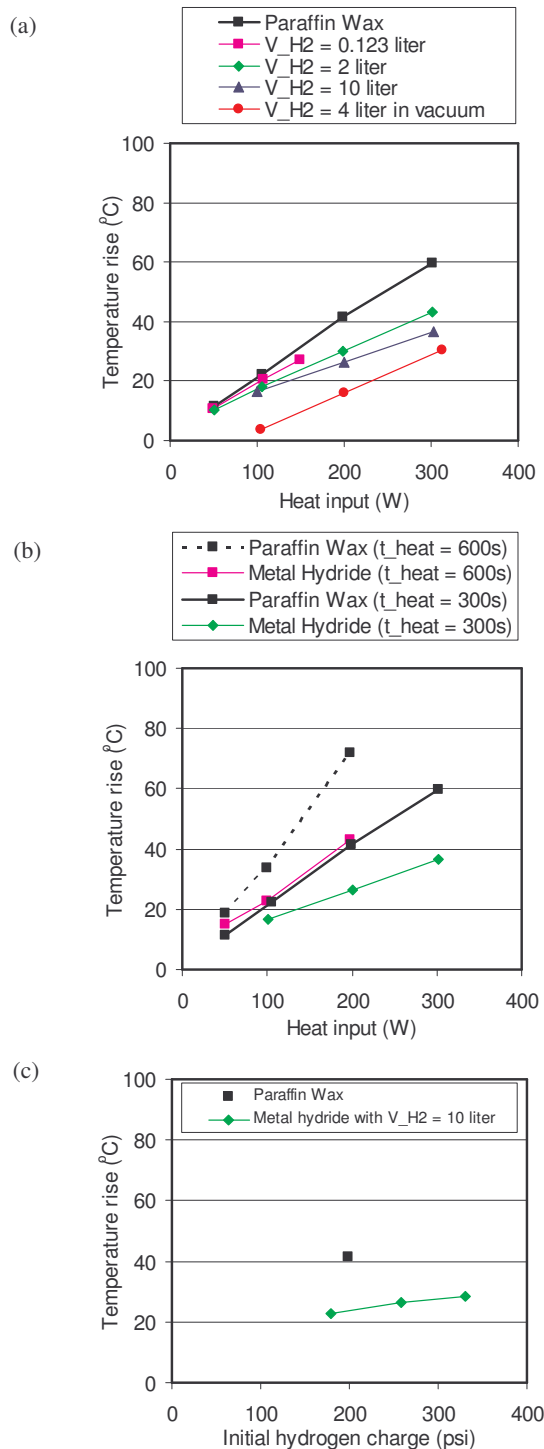 (a)
Paraffin Wax
V_H2 = 0.123 liter
V_H2 = 2 liter
V_H2 = 10 liter
V_H2 = 4 liter in vacuum
100
80
60
40
20
0
Temperature rise (⁰C)
0 100 200 300 400
Heat input (W)
(b)
Paraffin Wax (t_heat = 600s)
Metal Hydride (t_heat = 600s)
Paraffin Wax (t_heat = 300s)
Metal Hydride (t_heat = 300s)
100
80
60
40
20
0
Temperature rise (⁰C)
0 100 200 300 400
Heat input (W)
(c)
Paraffin Wax
Metal hydride with V_H2 = 10 liter
100
80
60
40
20
0
Temperature rise (⁰C)
0 100 200 300 400
Initial hydrogen charge (psi)